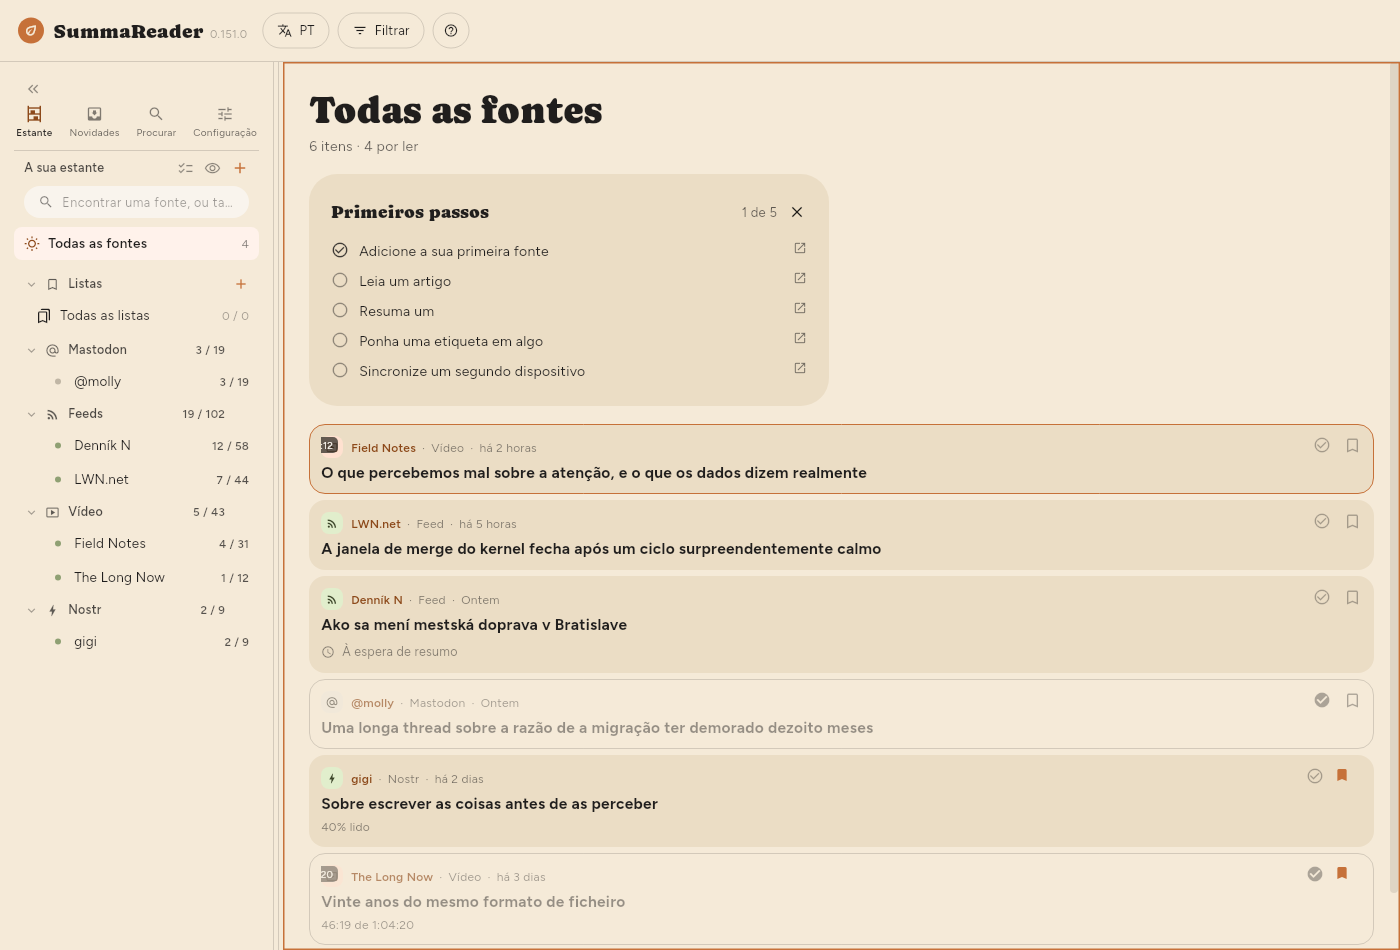 SummaReader 0.151.0 PT Filtrar
Estante Novidades Procurar Configuração
A sua estante
Encontrar uma fonte, ou ta...
Todas as fontes 4
Listas
Todas as listas 0 / 0
Mastodon 3 / 19
@molly 3 / 19
Feeds 19 / 102
Denník N 12 / 58
LWN.net 7 / 44
Vídeo 5 / 43
Field Notes 4 / 31
The Long Now 1 / 12
Nostr 2 / 9
gigi 2 / 9
Todas as fontes
6 itens · 4 por ler
Primeiros passos 1 de 5
Adicione a sua primeira fonte
Leia um artigo
Resuma um
Ponha uma etiqueta em algo
Sincronize um segundo dispositivo
:12 Field Notes · Vídeo · há 2 horas
O que percebemos mal sobre a atenção, e o que os dados dizem realmente
LWN.net · Feed · há 5 horas
A janela de merge do kernel fecha após um ciclo surpreendentemente calmo
Denník N · Feed · Ontem
Ako sa mení mestská doprava v Bratislave
À espera de resumo
@molly · Mastodon · Ontem
Uma longa thread sobre a razão de a migração ter demorado dezoito meses
gigi · Nostr · há 2 dias
Sobre escrever as coisas antes de as perceber
40% lido
20 The Long Now · Vídeo · há 3 dias
Vinte anos do mesmo formato de ficheiro
46:19 de 1:04:20